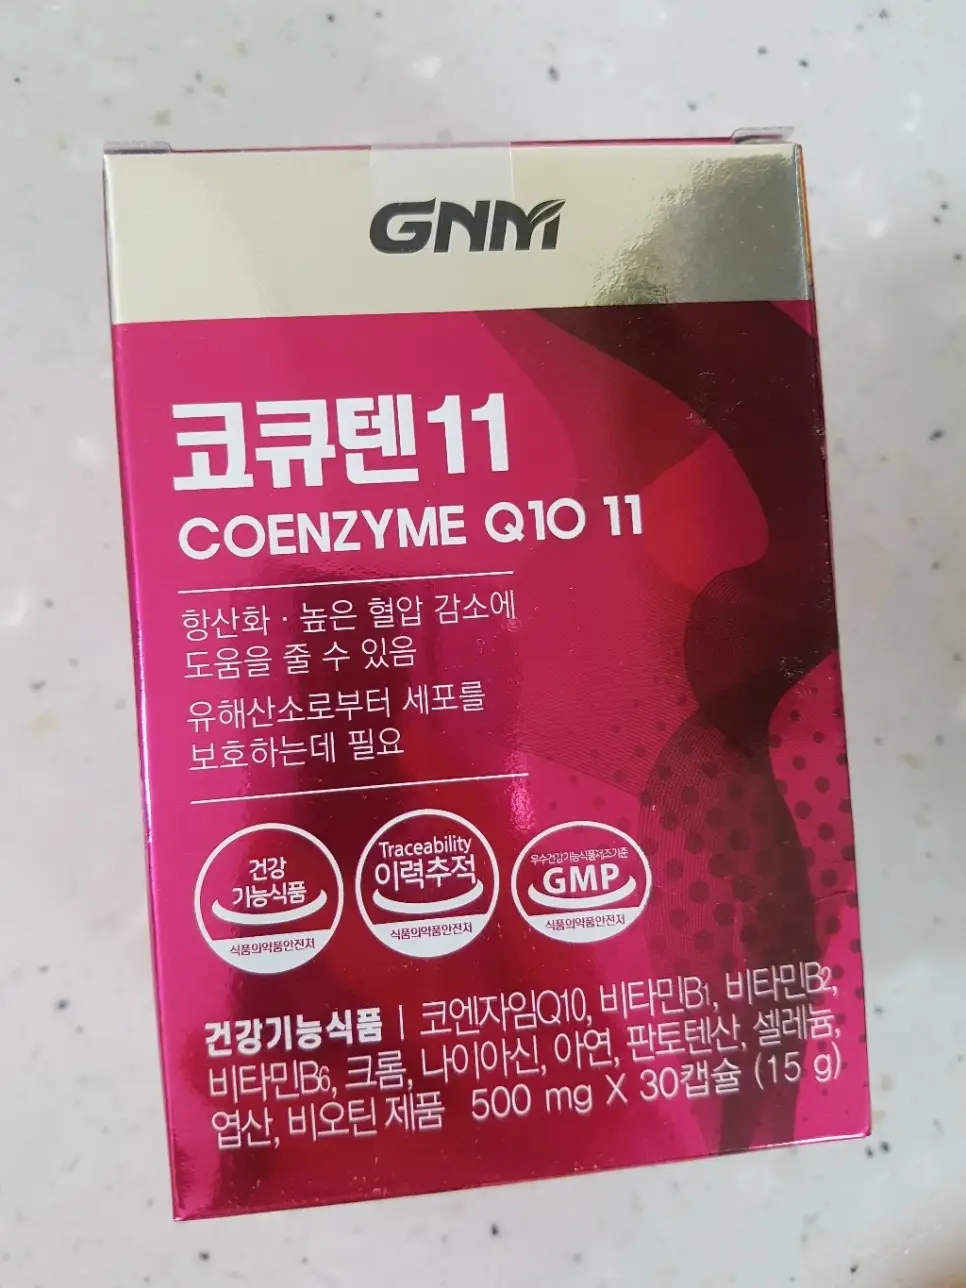 GNM
코큐텐11
COENZYME Q10 11
항산화 · 높은 혈압 감소에
도움을 줄 수 있음
유해산소로부터 세포를
보호하는데 필요
건강
기능식품
식품의약품안전처
Traceability
이력추적
식품의약품안전처
우수건강기능식품제조기준
GMP
식품의약품안전처
건강기능식품 | 코엔자임Q10, 비타민B1, 비타민B2,
비타민B6, 크롬, 나이아신, 아연, 판토텐산, 셀레늄,
엽산, 비오틴 제품 500 mg X 30캡슐 (15 g)